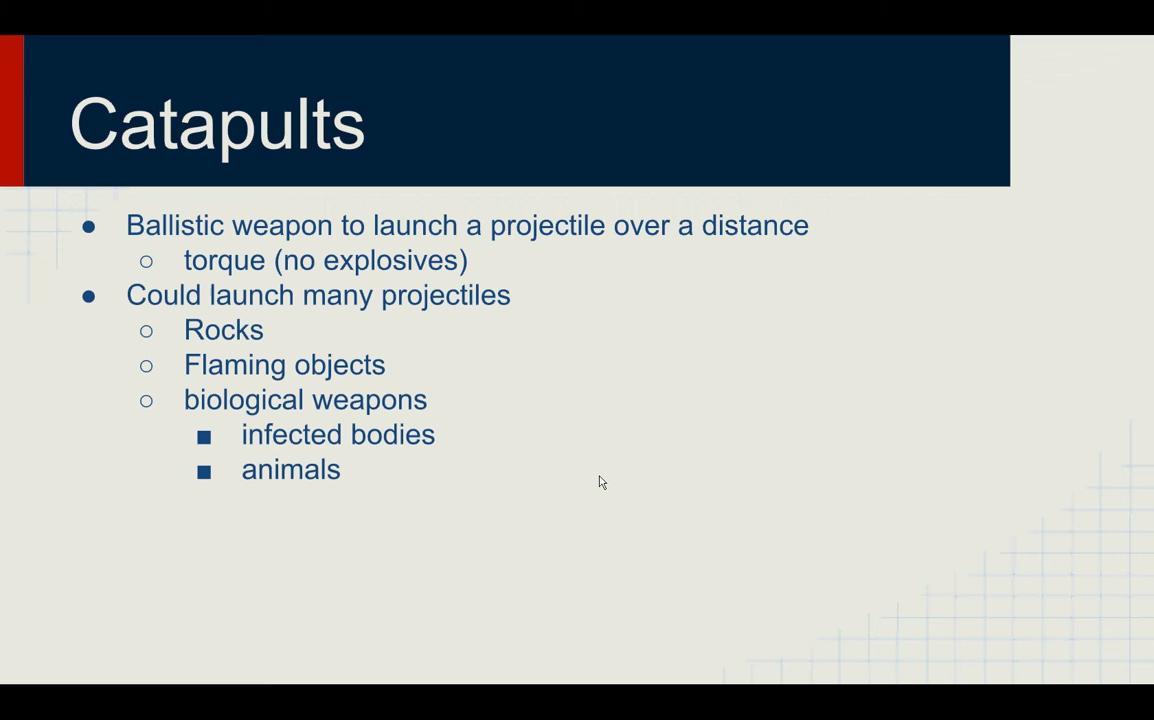 Catapults
● Ballistic weapon to launch a projectile over a distance
○ torque (no explosives)
● Could launch many projectiles
○ Rocks
○ Flaming objects
○ biological weapons
■ infected bodies
■ animals